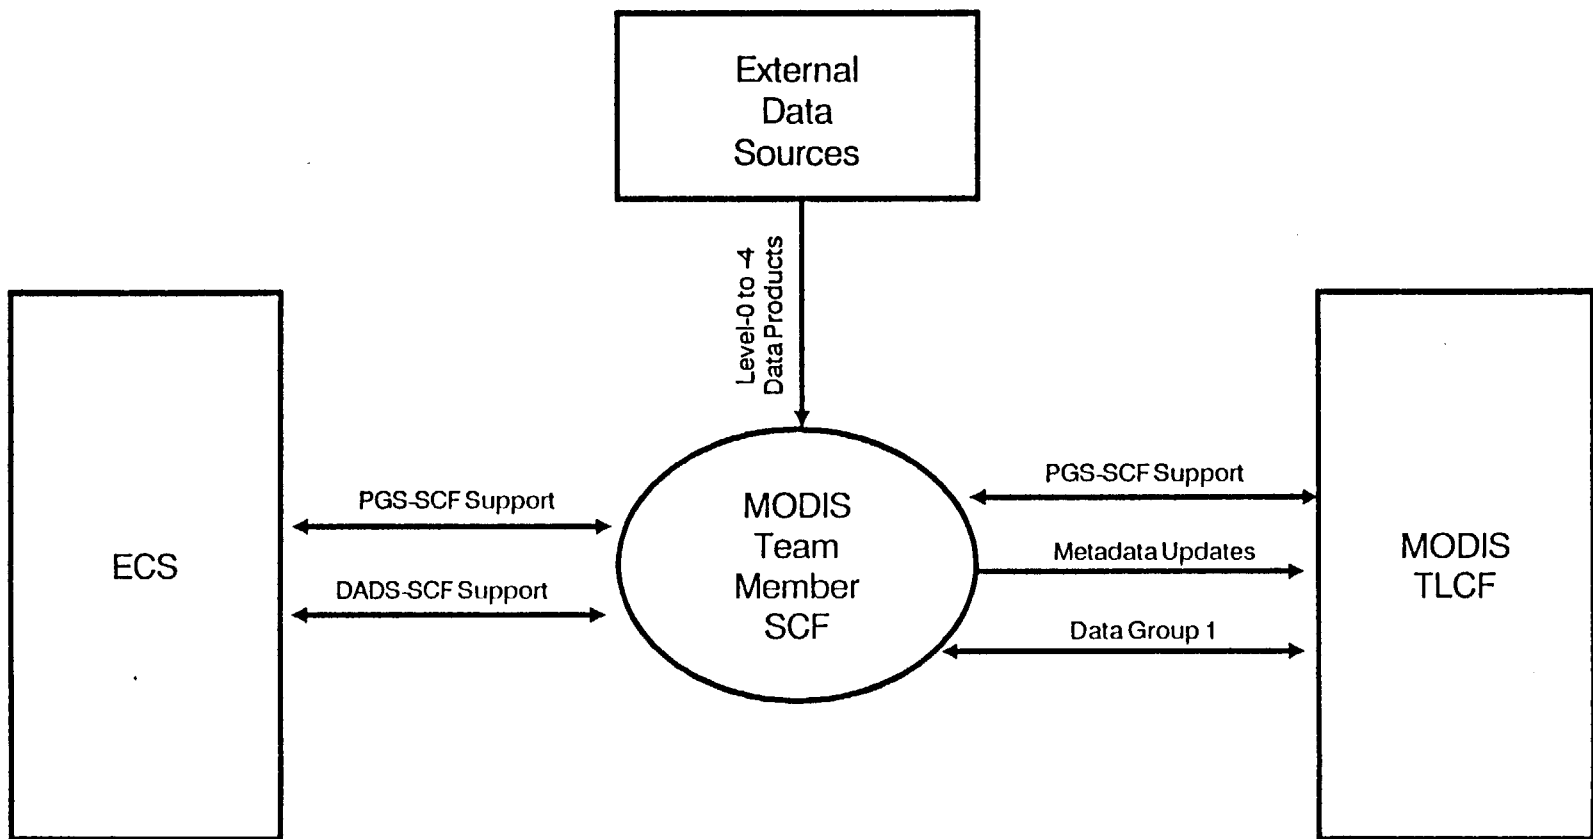 External
Data
Sources
Level-0 to -4
Data Products
ECS
PGS-SCF Support
DADS-SCF Support
MODIS
Team
Member
SCF
PGS-SCF Support
Metadata Updates
Data Group 1
MODIS
TLCF